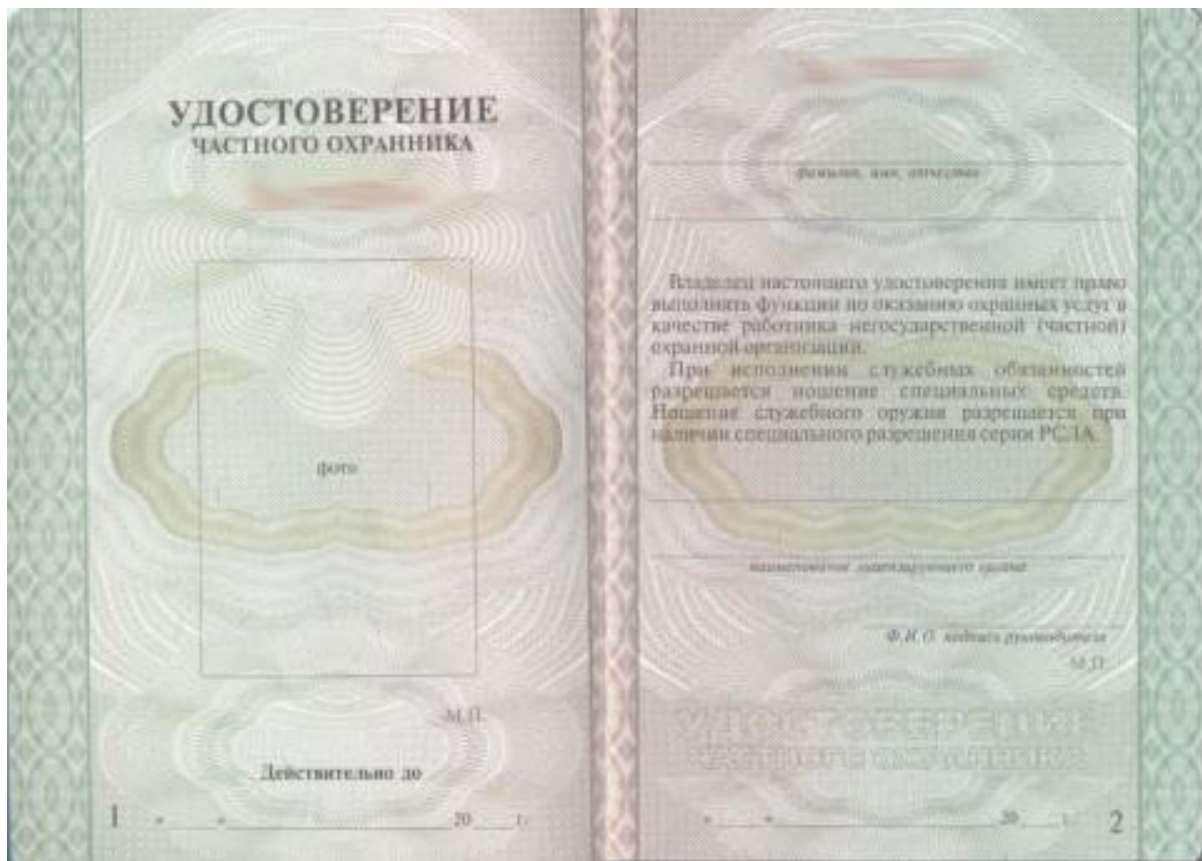 УДОСТОВЕРЕНИЕ
ЧАСТНОГО ОХРАННИКА
фото
М.П.
Действительно до
1 « » 20 г.
фамилия, имя, отчество
Владелец настоящего удостоверения имеет право
выполнять функции по оказанию охранных услуг в
качестве работника негосударственной (частной)
охранной организации.
При исполнении служебных обязанностей
разрешается ношение специальных средств.
Ношение служебного оружия разрешается при
наличии специального разрешения серии РСЛА.
наименование лицензирующего органа
Ф.И.О. подпись руководителя
М.П.
УДОСТОВЕРЕНИЕ
ЧАСТНОГО ОХРАННИКА
« » 20 г. 2